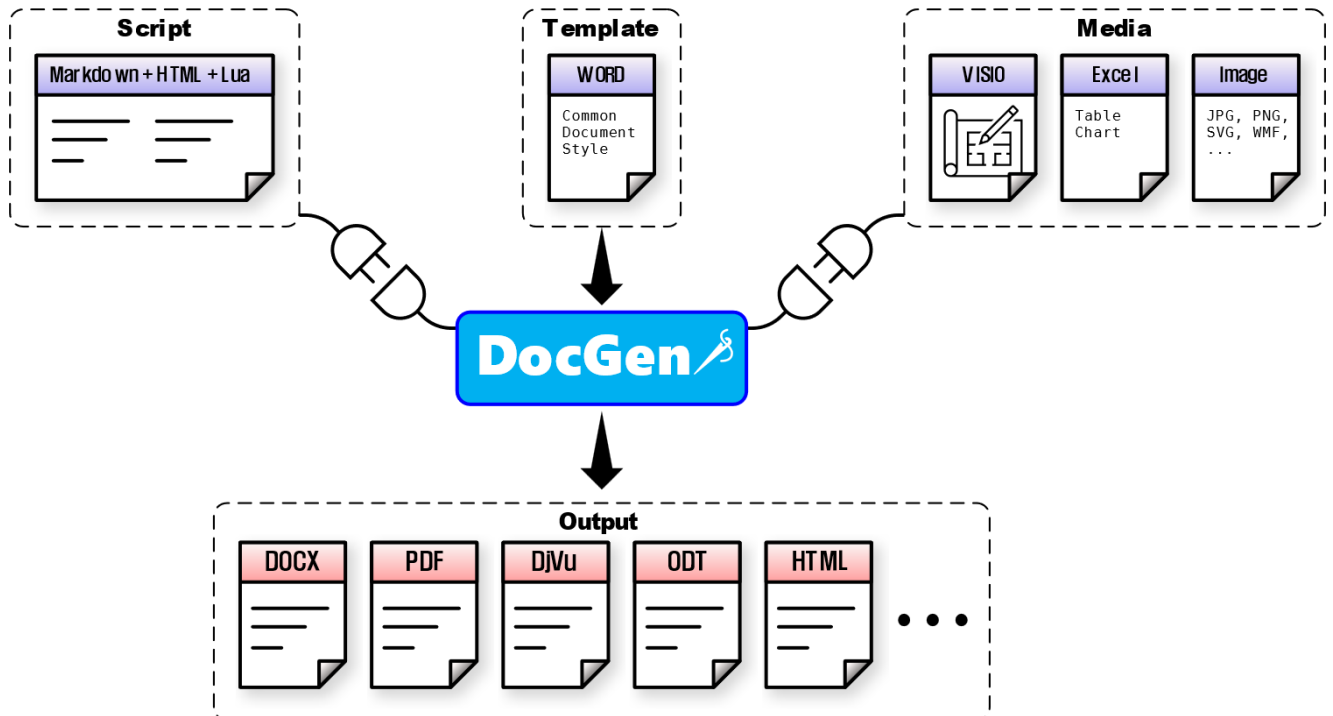 Script
Markdown + HTML + Lua
Template
WORD
Common
Document
Style
Media
VISIO
Excel
Table
Chart
Image
JPG, PNG,
SVG, WMF,
...
DocGen
Output
DOCX
PDF
DjVu
ODT
HTML